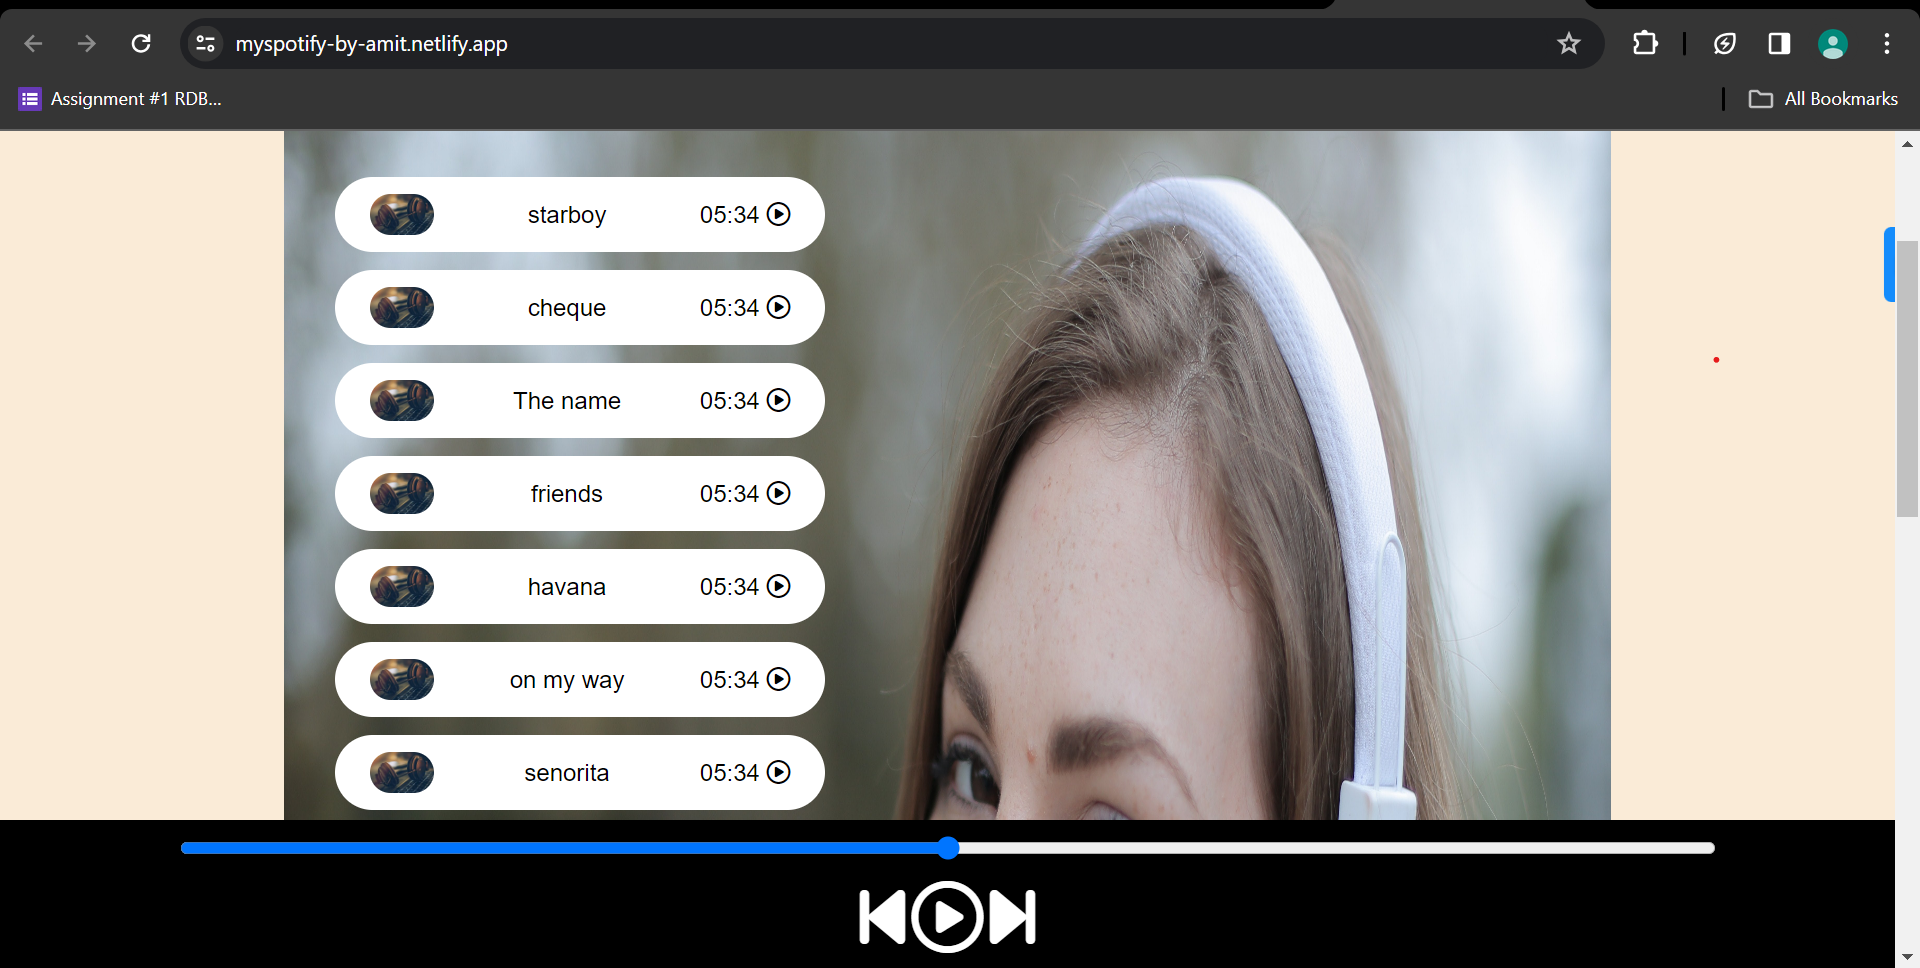 myspotify-by-amit.netlify.app
Assignment #1 RDB...
All Bookmarks
starboy 05:34
cheque 05:34
The name 05:34
friends 05:34
havana 05:34
on my way 05:34
senorita 05:34